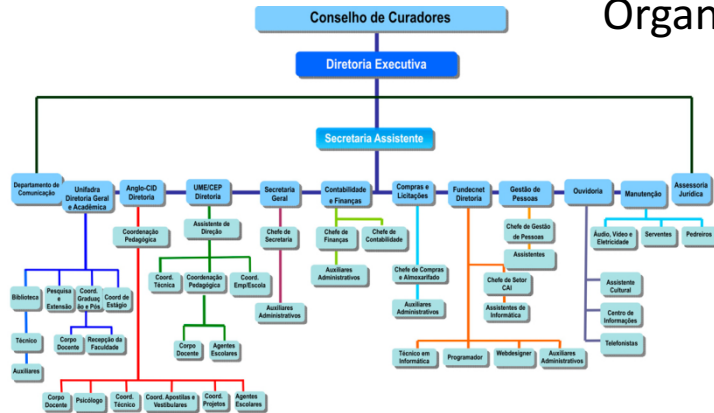 Organ
Conselho de Curadores
Diretoria Executiva
Secretaria Assistente
Departamento de
Comunicação
Unifadra
Diretoria Geral
e Acadêmica
Anglo-CID
Diretoria
UME/CEP
Diretoria
Secretaria
Geral
Contabilidade
e Finanças
Compras e
Licitações
Fundecnet
Diretoria
Gestão de
Pessoas
Ouvidoria
Manutenção
Assessoria
Jurídica
Coordenação
Pedagógica
Assistente de
Direção
Chefe de
Secretaria
Chefe de
Finanças
Chefe de
Contabilidade
Chefe de Gestão
de Pessoas
Assistentes
Áudio, Vídeo e
Eletricidade
Serventes
Pedreiros
Biblioteca
Pesquisa
e
Extensão
Coord.
Graduaç
ão e Pós
Coord de
Estágio
Coord.
Técnica
Coordenação
Pedagógica
Coord.
Emp/Escola
Auxiliares
Administrativos
Chefe de Compras
e Almoxarifado
Chefe de Setor
CAI
Assistente
Cultural
Auxiliares
Administrativos
Auxiliares
Administrativos
Assistentes de
Informática
Centro de
Informações
Técnico
Corpo
Docente
Recepção da
Faculdade
Corpo
Docente
Agentes
Escolares
Telefonistas
Técnico em
Informática
Programador
Webdesigner
Auxiliares
Administrativos
Auxiliares
Corpo
Docente
Psicólogo
Coord.
Técnico
Coord. Apostilas e
Vestibulares
Coord.
Projetos
Agentes
Escolares